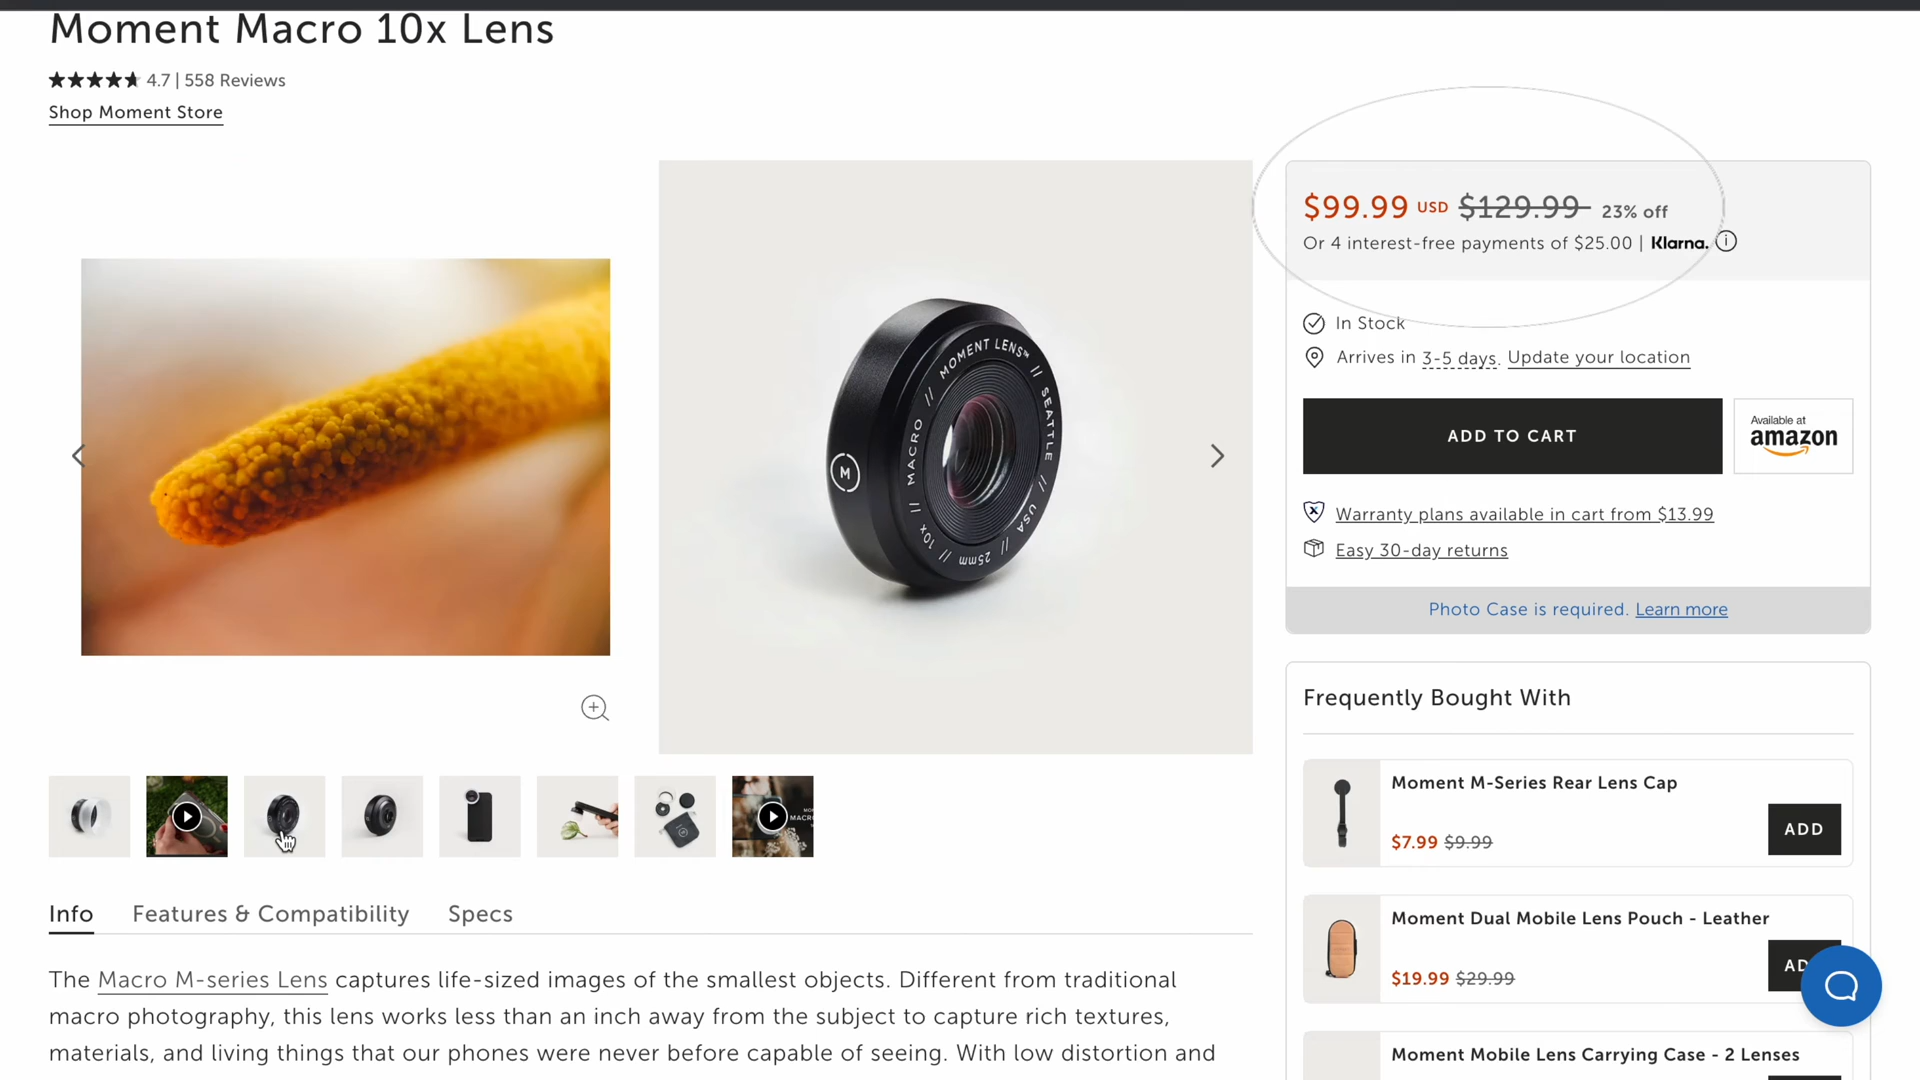 Moment Macro 10x Lens
4.7 | 558 Reviews
Shop Moment Store
MOMENT LENS™ // SEATTLE // USA // 25mm // 10x // MACRO //
M
$99.99 USD $129.99 23% off
Or 4 interest-free payments of $25.00 | Klarna.
In Stock
Arrives in 3-5 days. Update your location
ADD TO CART
Available at
amazon
Warranty plans available in cart from $13.99
Easy 30-day returns
Photo Case is required. Learn more
Frequently Bought With
Moment M-Series Rear Lens Cap
$7.99 $9.99
ADD
Moment Dual Mobile Lens Pouch - Leather
$19.99 $29.99
AD
Moment Mobile Lens Carrying Case - 2 Lenses
Info Features & Compatibility Specs
The Macro M-series Lens captures life-sized images of the smallest objects. Different from traditional
macro photography, this lens works less than an inch away from the subject to capture rich textures,
materials, and living things that our phones were never before capable of seeing. With low distortion and